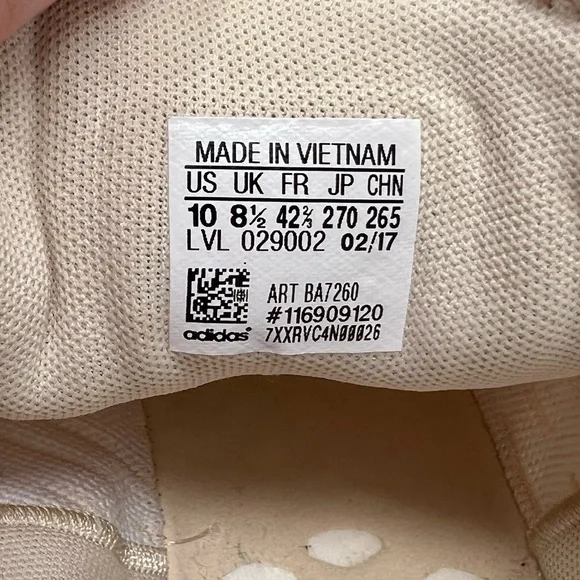 MADE IN VIETNAM
US UK FR JP CHN
10 8½ 42⅔ 270 265
LVL 029002 02/17
ART BA7260
#116909120
adidas 7XXRVC4N00026